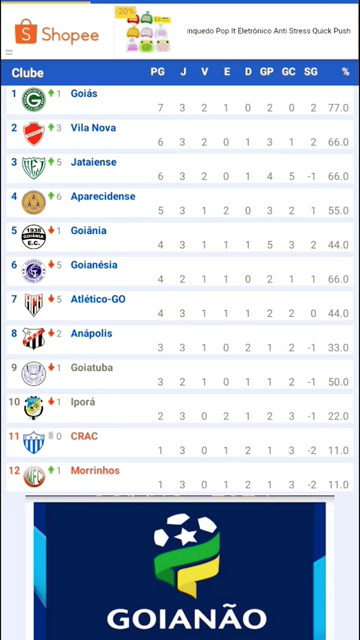 -20%
Shopee
inquedo Pop It Eletrônico Anti Stress Quick Push
Clube PG J V E D GP GC SG %
1 Goiás 1 7 3 2 1 0 2 0 2 77.0
2 Vila Nova 3 6 3 2 0 1 3 1 2 66.0
3 Jataiense 5 6 3 2 0 1 4 5 -1 66.0
4 Aparecidense 6 5 3 1 2 0 3 2 1 55.0
5 1938 GOIÂNIA E.C. 1 Goiânia 4 3 1 1 1 5 3 2 44.0
6 5 Goianésia 4 2 1 1 0 2 1 1 66.0
7 5 Atlético-GO 4 3 1 1 1 2 2 0 44.0
8 2 Anápolis 3 3 1 0 2 1 2 -1 33.0
9 1 Goiatuba 3 2 1 0 1 1 2 -1 50.0
10 1 Iporá 2 3 0 2 1 2 3 -1 22.0
11 0 CRAC 1 3 0 1 2 1 3 -2 11.0
12 MFC 1 Morrinhos 1 3 0 1 2 1 3 -2 11.0
GOIANÃO